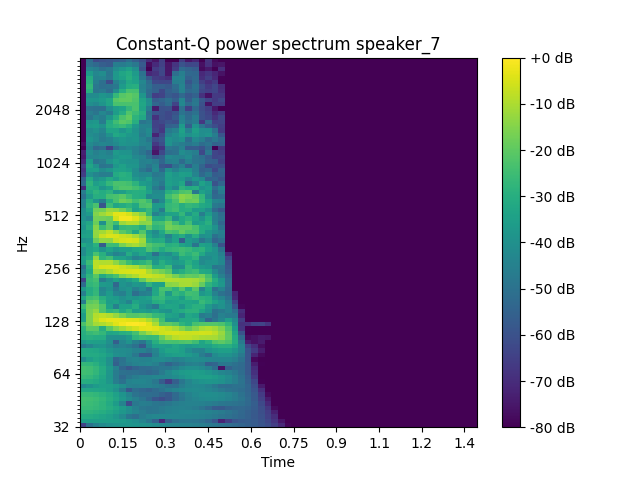 Constant-Q power spectrum speaker_7
Hz
2048
1024
512
256
128
64
32
0 0.15 0.3 0.45 0.6 0.75 0.9 1.1 1.2 1.4
Time
+0 dB
-10 dB
-20 dB
-30 dB
-40 dB
-50 dB
-60 dB
-70 dB
-80 dB